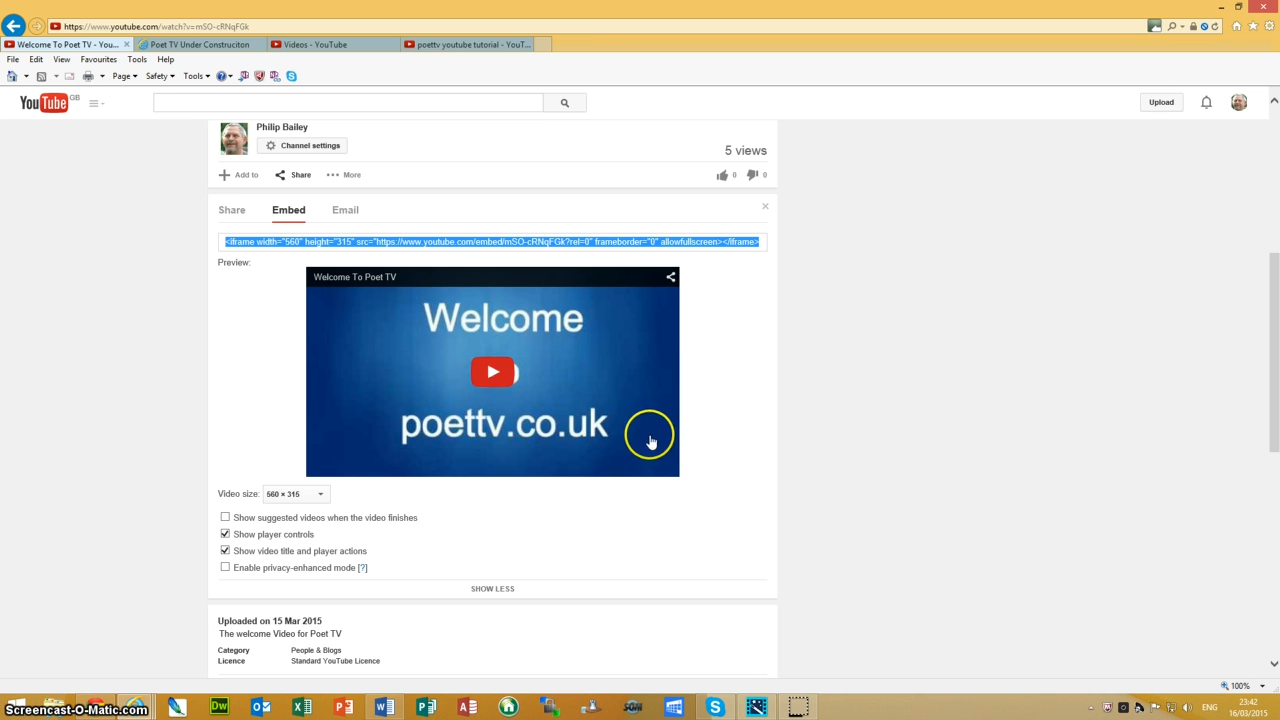 https://www.youtube.com/watch?v=mSO-cRNqFGk
Welcome To Poet TV - You...
Poet TV Under Construciton
Videos - YouTube
poettv youtube tutorial - YouT...
File Edit View Favourites Tools Help
Page Safety Tools
YouTube GB
Upload
Philip Bailey
Channel settings
5 views
Add to Share More
0 0
Share Embed Email
<iframe width="560" height="315" src="https://www.youtube.com/embed/mSO-cRNqFGk?rel=0" frameborder="0" allowfullscreen></iframe>
Preview:
Welcome To Poet TV
Welcome
poettv.co.uk
Video size: 560 × 315
Show suggested videos when the video finishes
Show player controls
Show video title and player actions
Enable privacy-enhanced mode [?]
SHOW LESS
Uploaded on 15 Mar 2015
The welcome Video for Poet TV
Category People & Blogs
Licence Standard YouTube Licence
100%
Screencast-O-Matic.com
Dw
ENG
23:42
16/03/2015